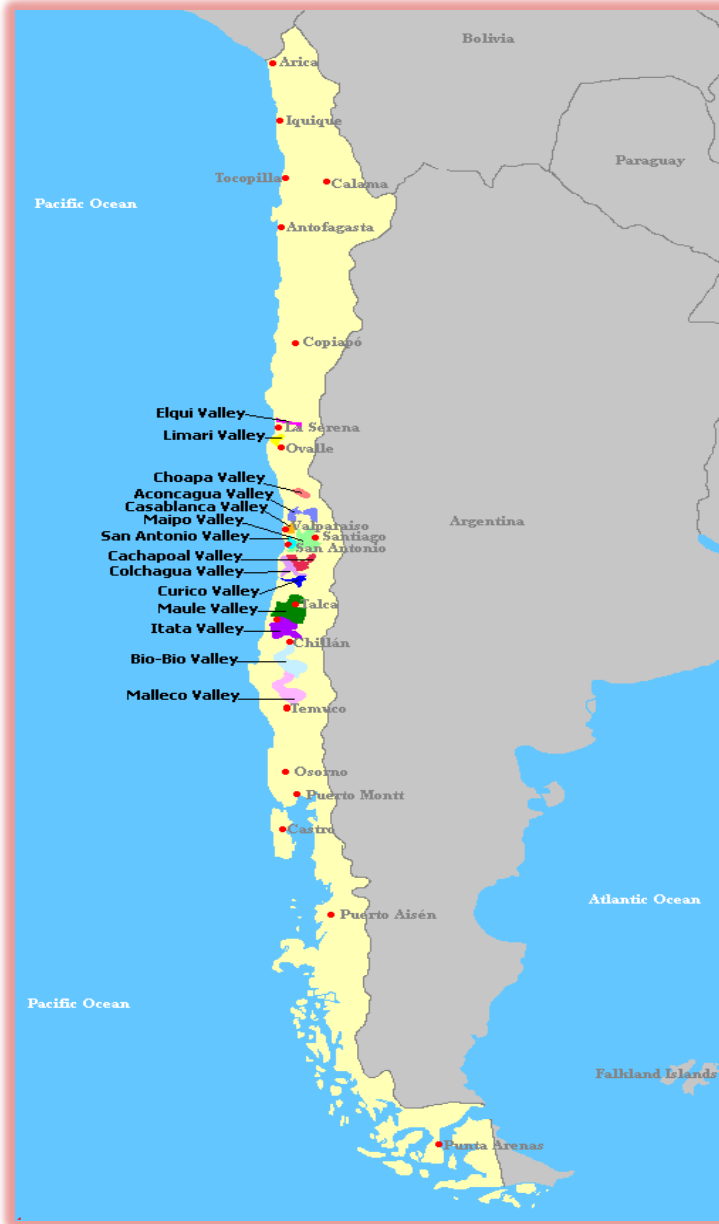 Bolivia
Arica
Iquique
Paraguay
Tocopilla
Calama
Pacific Ocean
Antofagasta
Copiapó
Elqui Valley
La Serena
Limari Valley
Ovalle
Choapa Valley
Aconcagua Valley
Casablanca Valley
Maipo Valley
Valparaiso
Argentina
San Antonio Valley
Santiago
San Antonio
Cachapoal Valley
Colchagua Valley
Curico Valley
Maule Valley
Talca
Itata Valley
Chillán
Bio-Bio Valley
Malleco Valley
Temuco
Osorno
Puerto Montt
Castro
Atlantic Ocean
Puerto Aisén
Pacific Ocean
Falkland Islands
Punta Arenas